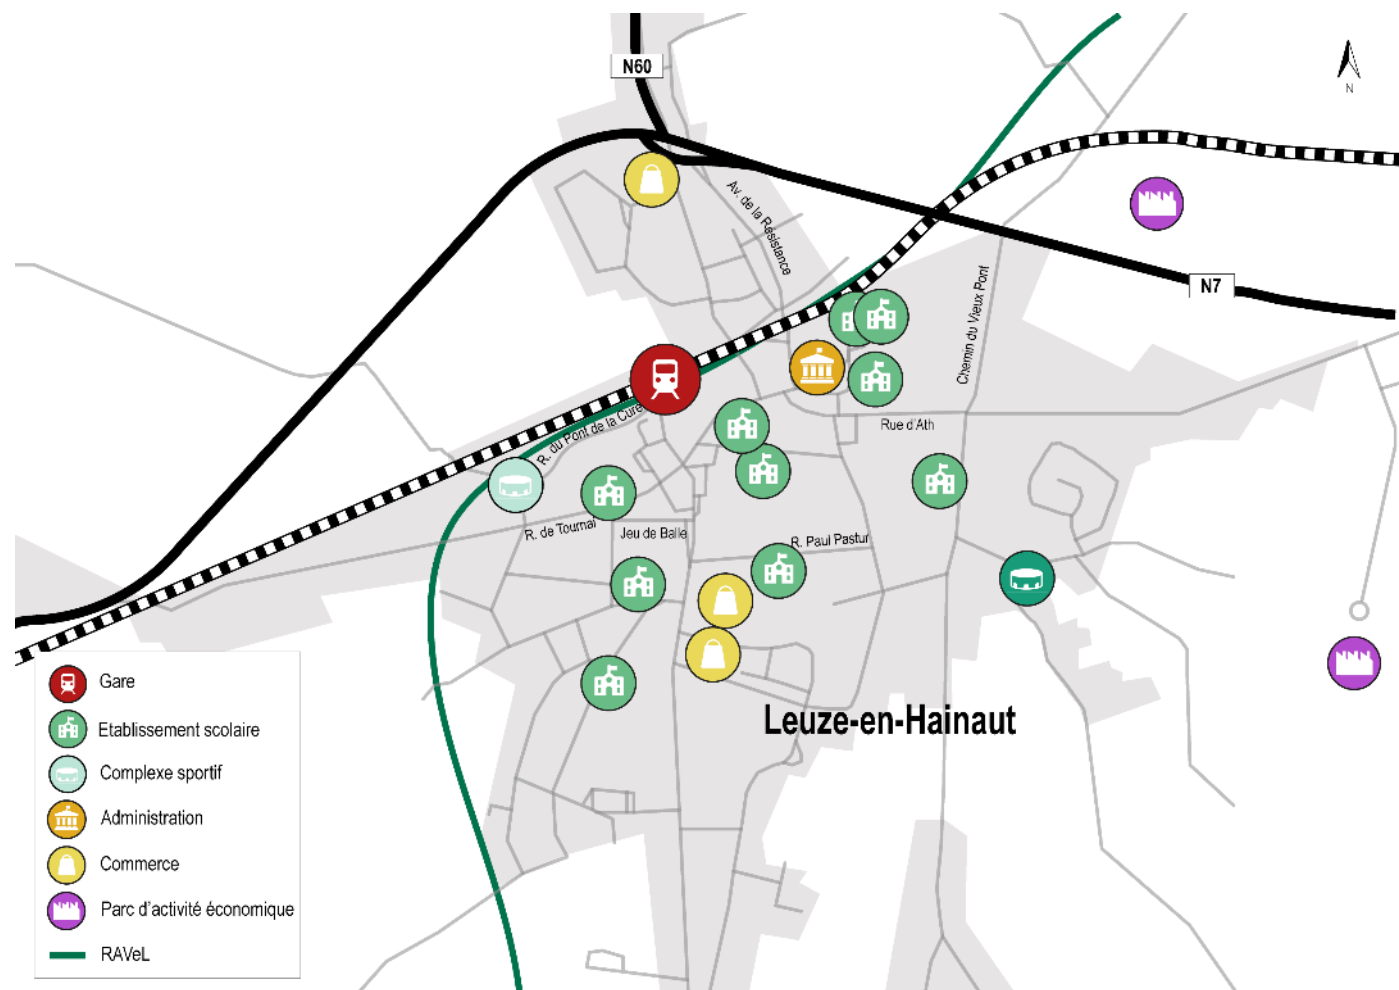 N60
N
Av. de la Résistance
N7
Chemin du Vieux Pont
R. du Pont de la Cure
Rue d'Ath
R. de Tournai
Jeu de Balle
R. Paul Pastur
Leuze-en-Hainaut
Gare
Etablissement scolaire
Complexe sportif
Administration
Commerce
Parc d'activité économique
RAVeL